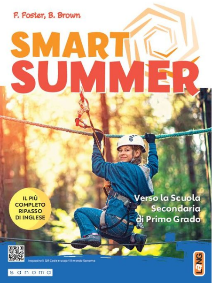 F. Foster, B. Brown
SMART
SUMMER
IL PIÙ
COMPLETO
RIPASSO
DI INGLESE
Verso la Scuola
Secondaria
di Primo Grado
sanoma